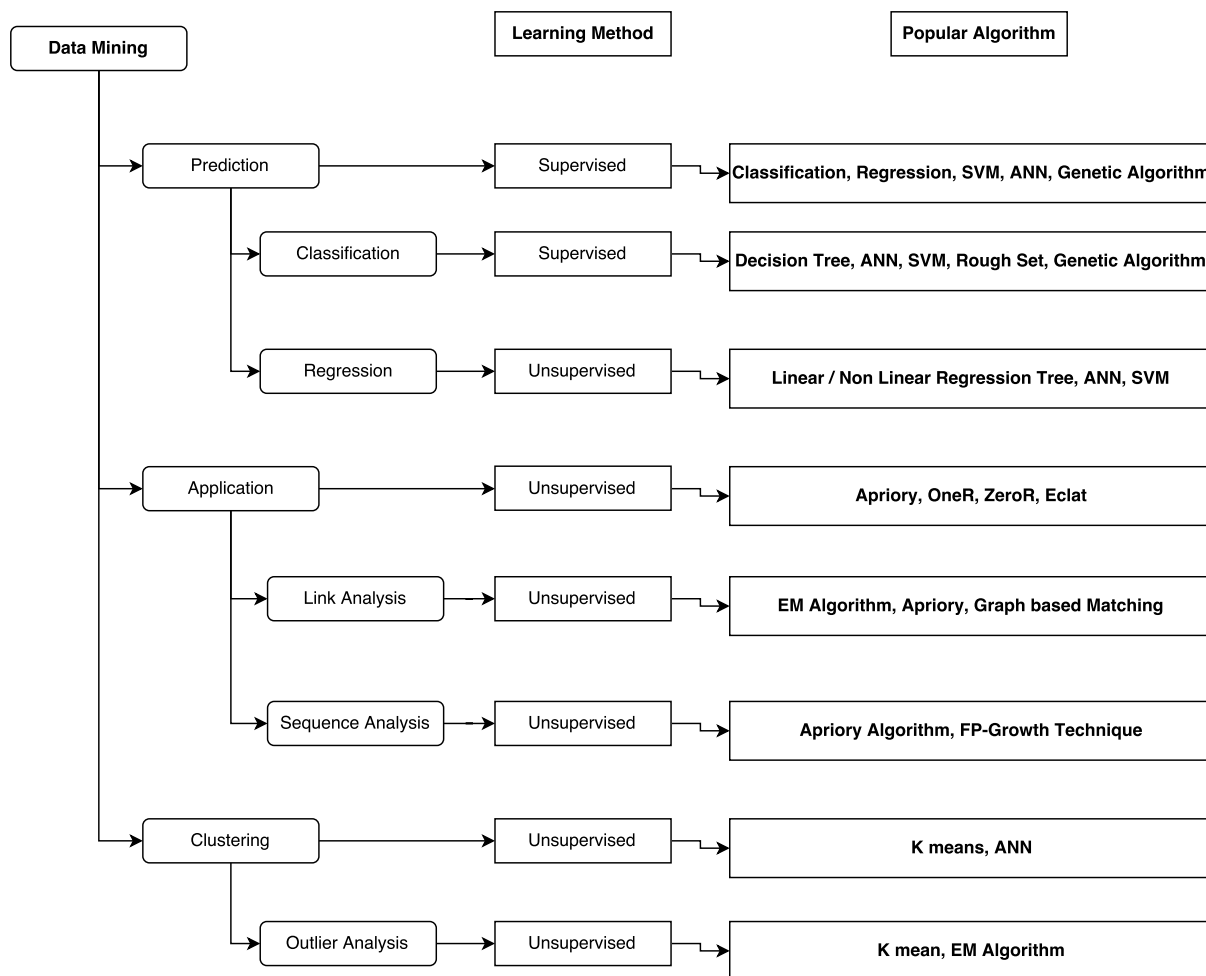 Data Mining
Learning Method
Popular Algorithm
Prediction
Supervised
Classification, Regression, SVM, ANN, Genetic Algorithm
Classification
Supervised
Decision Tree, ANN, SVM, Rough Set, Genetic Algorithm
Regression
Unsupervised
Linear / Non Linear Regression Tree, ANN, SVM
Application
Unsupervised
Apriory, OneR, ZeroR, Eclat
Link Analysis
Unsupervised
EM Algorithm, Apriory, Graph based Matching
Sequence Analysis
Unsupervised
Apriory Algorithm, FP-Growth Technique
Clustering
Unsupervised
K means, ANN
Outlier Analysis
Unsupervised
K mean, EM Algorithm